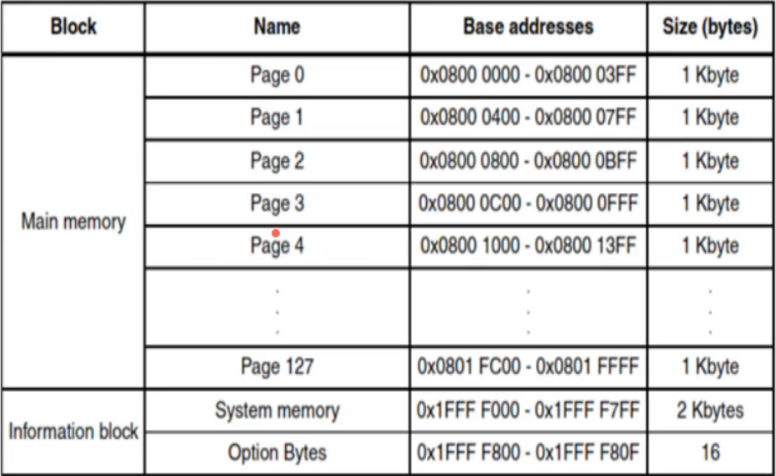 Block Name Base addresses Size (bytes)
Page 0 0x0800 0000 - 0x0800 03FF 1 Kbyte
Page 1 0x0800 0400 - 0x0800 07FF 1 Kbyte
Page 2 0x0800 0800 - 0x0800 0BFF 1 Kbyte
Page 3 0x0800 0C00 - 0x0800 0FFF 1 Kbyte
Main memory
Page 4 0x0800 1000 - 0x0800 13FF 1 Kbyte
. . .
. . .
. . .
Page 127 0x0801 FC00 - 0x0801 FFFF 1 Kbyte
System memory 0x1FFF F000 - 0x1FFF F7FF 2 Kbytes
Information block
Option Bytes 0x1FFF F800 - 0x1FFF F80F 16